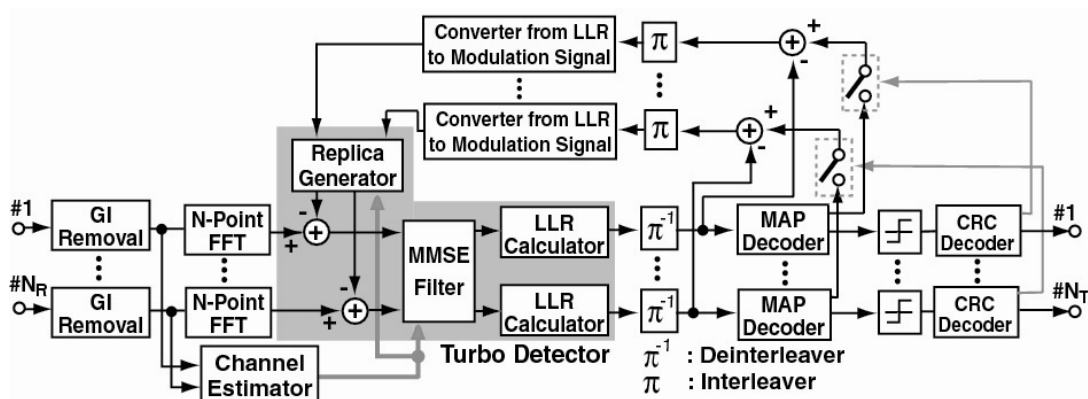 Converter from LLR
to Modulation Signal
π
+
-
Converter from LLR
to Modulation Signal
π
+
-
Replica
Generator
#1
GI
Removal
N-Point
FFT
-
+
MMSE
Filter
LLR
Calculator
π-1
MAP
Decoder
CRC
Decoder
#1
#NR
GI
Removal
N-Point
FFT
-
+
LLR
Calculator
π-1
MAP
Decoder
CRC
Decoder
#NT
Channel
Estimator
Turbo Detector
π-1 : Deinterleaver
π : Interleaver